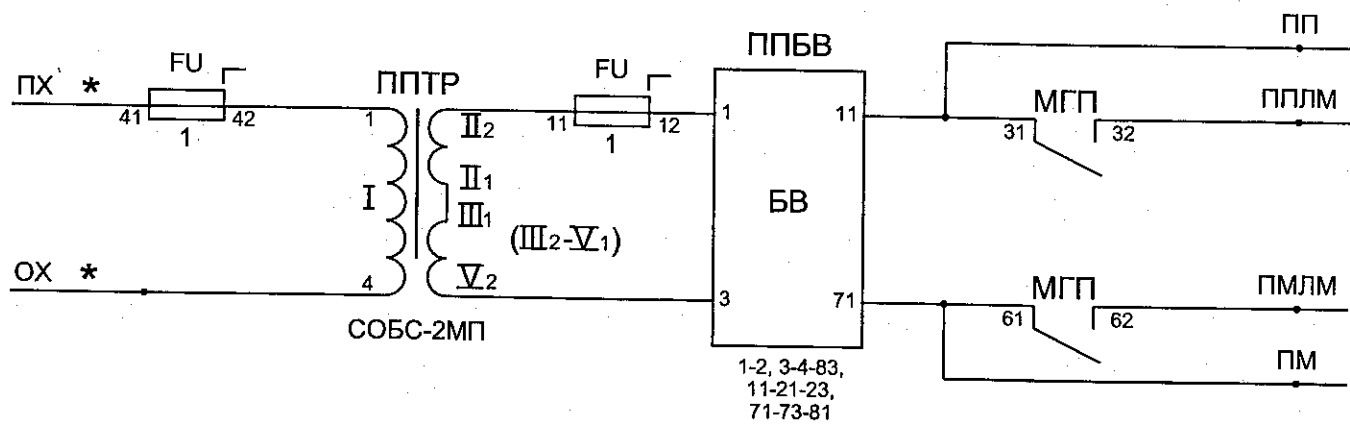 ПП
ППБВ
FU
ППТР
FU
ПХ *
МГП
ППЛМ
41
42
1
1
II2
11
12
1
1
11
31
32
II1
I
III1
БВ
(III2-V1)
ОХ *
4
V2
3
71
МГП
ПМЛМ
61
62
СОБС-2МП
ПМ
1-2, 3-4-83,
11-21-23,
71-73-81